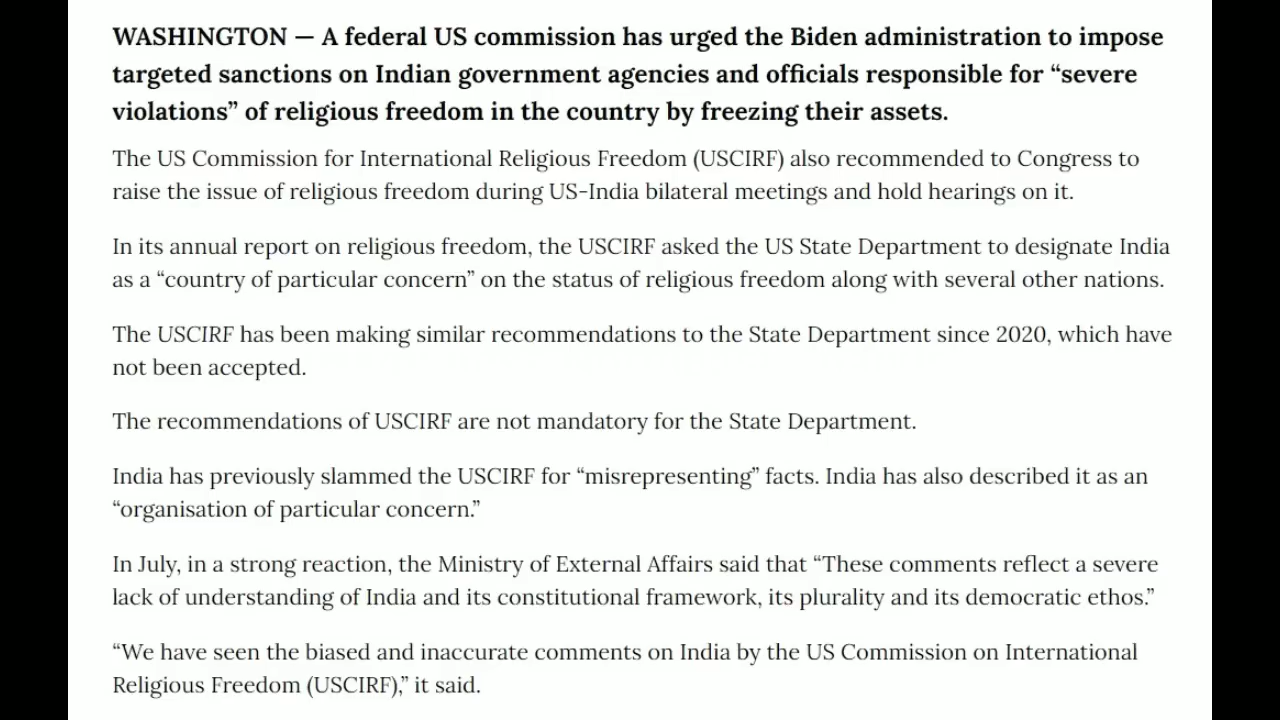 WASHINGTON — A federal US commission has urged the Biden administration to impose
targeted sanctions on Indian government agencies and officials responsible for “severe
violations” of religious freedom in the country by freezing their assets.
The US Commission for International Religious Freedom (USCIRF) also recommended to Congress to
raise the issue of religious freedom during US-India bilateral meetings and hold hearings on it.
In its annual report on religious freedom, the USCIRF asked the US State Department to designate India
as a “country of particular concern” on the status of religious freedom along with several other nations.
The USCIRF has been making similar recommendations to the State Department since 2020, which have
not been accepted.
The recommendations of USCIRF are not mandatory for the State Department.
India has previously slammed the USCIRF for “misrepresenting” facts. India has also described it as an
“organisation of particular concern.”
In July, in a strong reaction, the Ministry of External Affairs said that “These comments reflect a severe
lack of understanding of India and its constitutional framework, its plurality and its democratic ethos.”
“We have seen the biased and inaccurate comments on India by the US Commission on International
Religious Freedom (USCIRF),” it said.